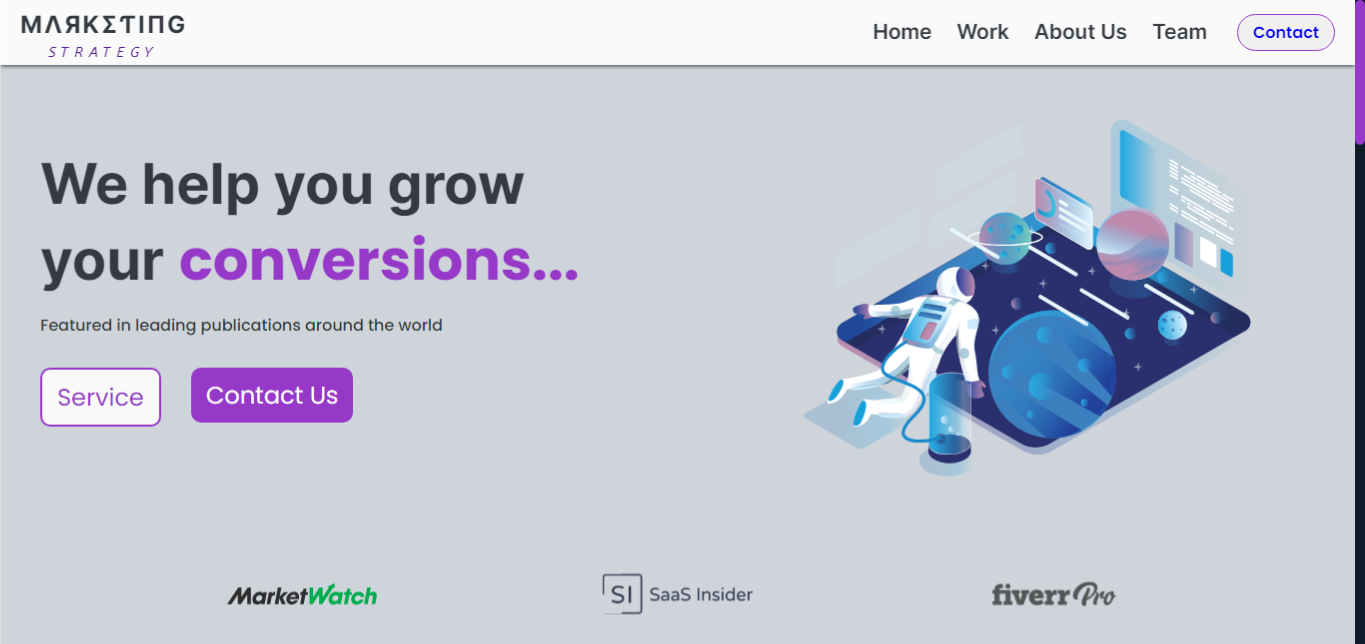 MΛЯKΣTIПG
STRATEGY
Home Work About Us Team Contact
We help you grow
your conversions...
Featured in leading publications around the world
Service Contact Us
MarketWatch SI SaaS Insider fiverr Pro